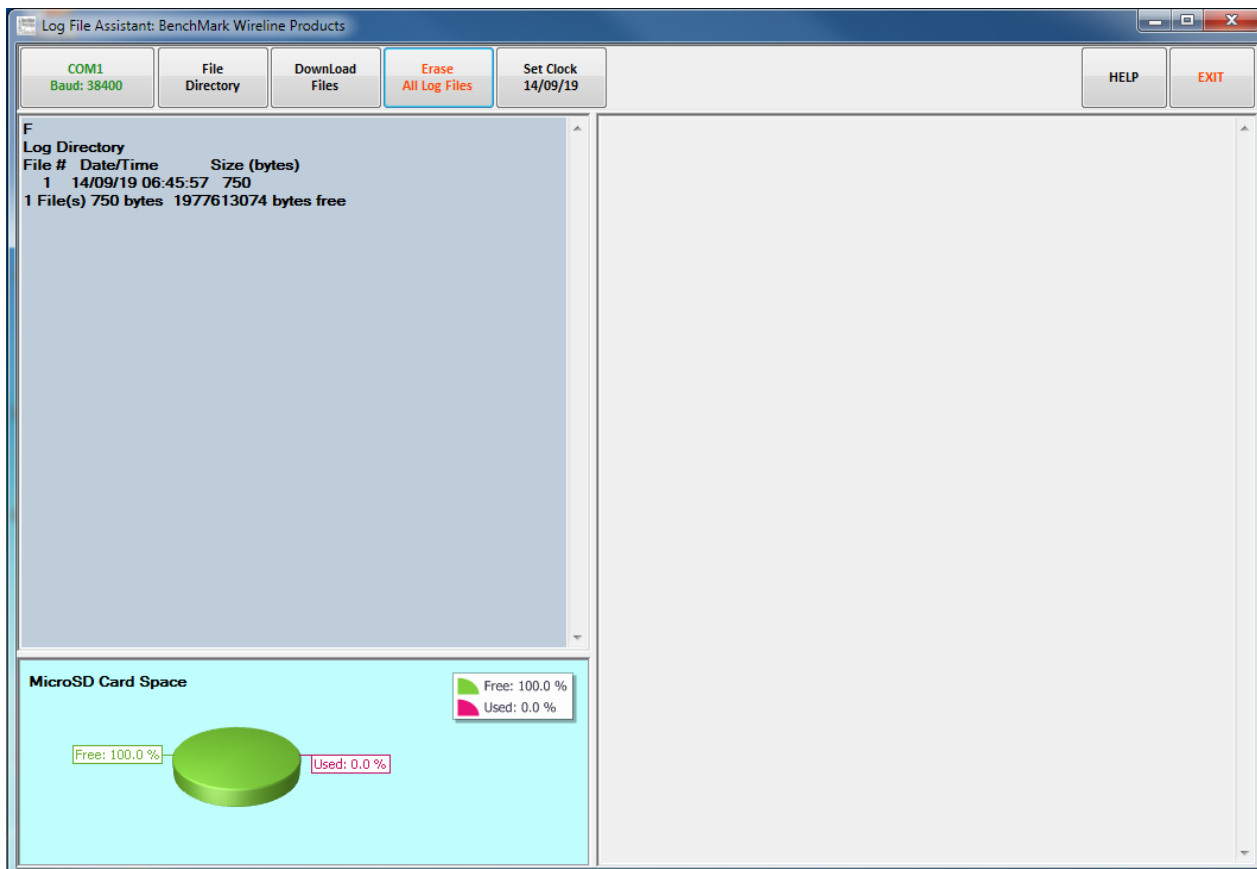 Log File Assistant: BenchMark Wireline Products
COM1
Baud: 38400
File
Directory
DownLoad
Files
Erase
All Log Files
Set Clock
14/09/19
HELP
EXIT
F
Log Directory
File # Date/Time Size (bytes)
1 14/09/19 06:45:57 750
1 File(s) 750 bytes 1977613074 bytes free
MicroSD Card Space
Free: 100.0 %
Used: 0.0 %
Free: 100.0 %
Used: 0.0 %